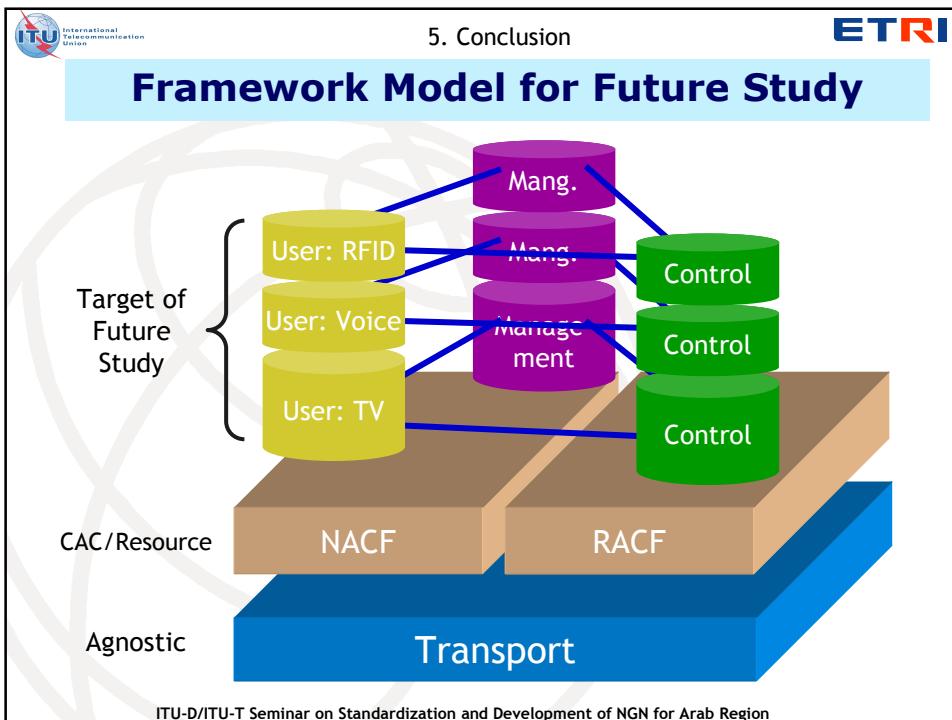 ITU International
Telecommunication
Union
5. Conclusion
ETRI
Framework Model for Future Study
Mang.
Mang.
Manage
ment
User: RFID
User: Voice
User: TV
Control
Control
Control
Target of
Future
Study
CAC/Resource
NACF
RACF
Agnostic
Transport
ITU-D/ITU-T Seminar on Standardization and Development of NGN for Arab Region